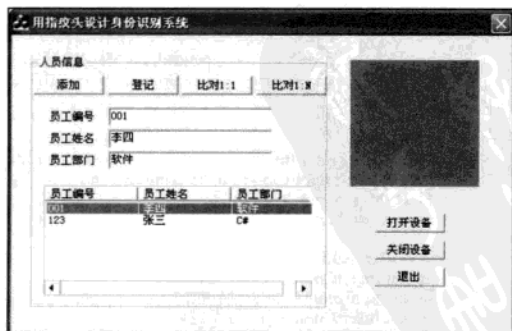 用指纹头设计身份识别系统
人员信息
添加 登记 比对1:1 比对1:N
员工编号 001
员工姓名 李四
员工部门 软件
员工编号 员工姓名 员工部门
001 李四 软件
123 张三 C#
打开设备
关闭设备
退出